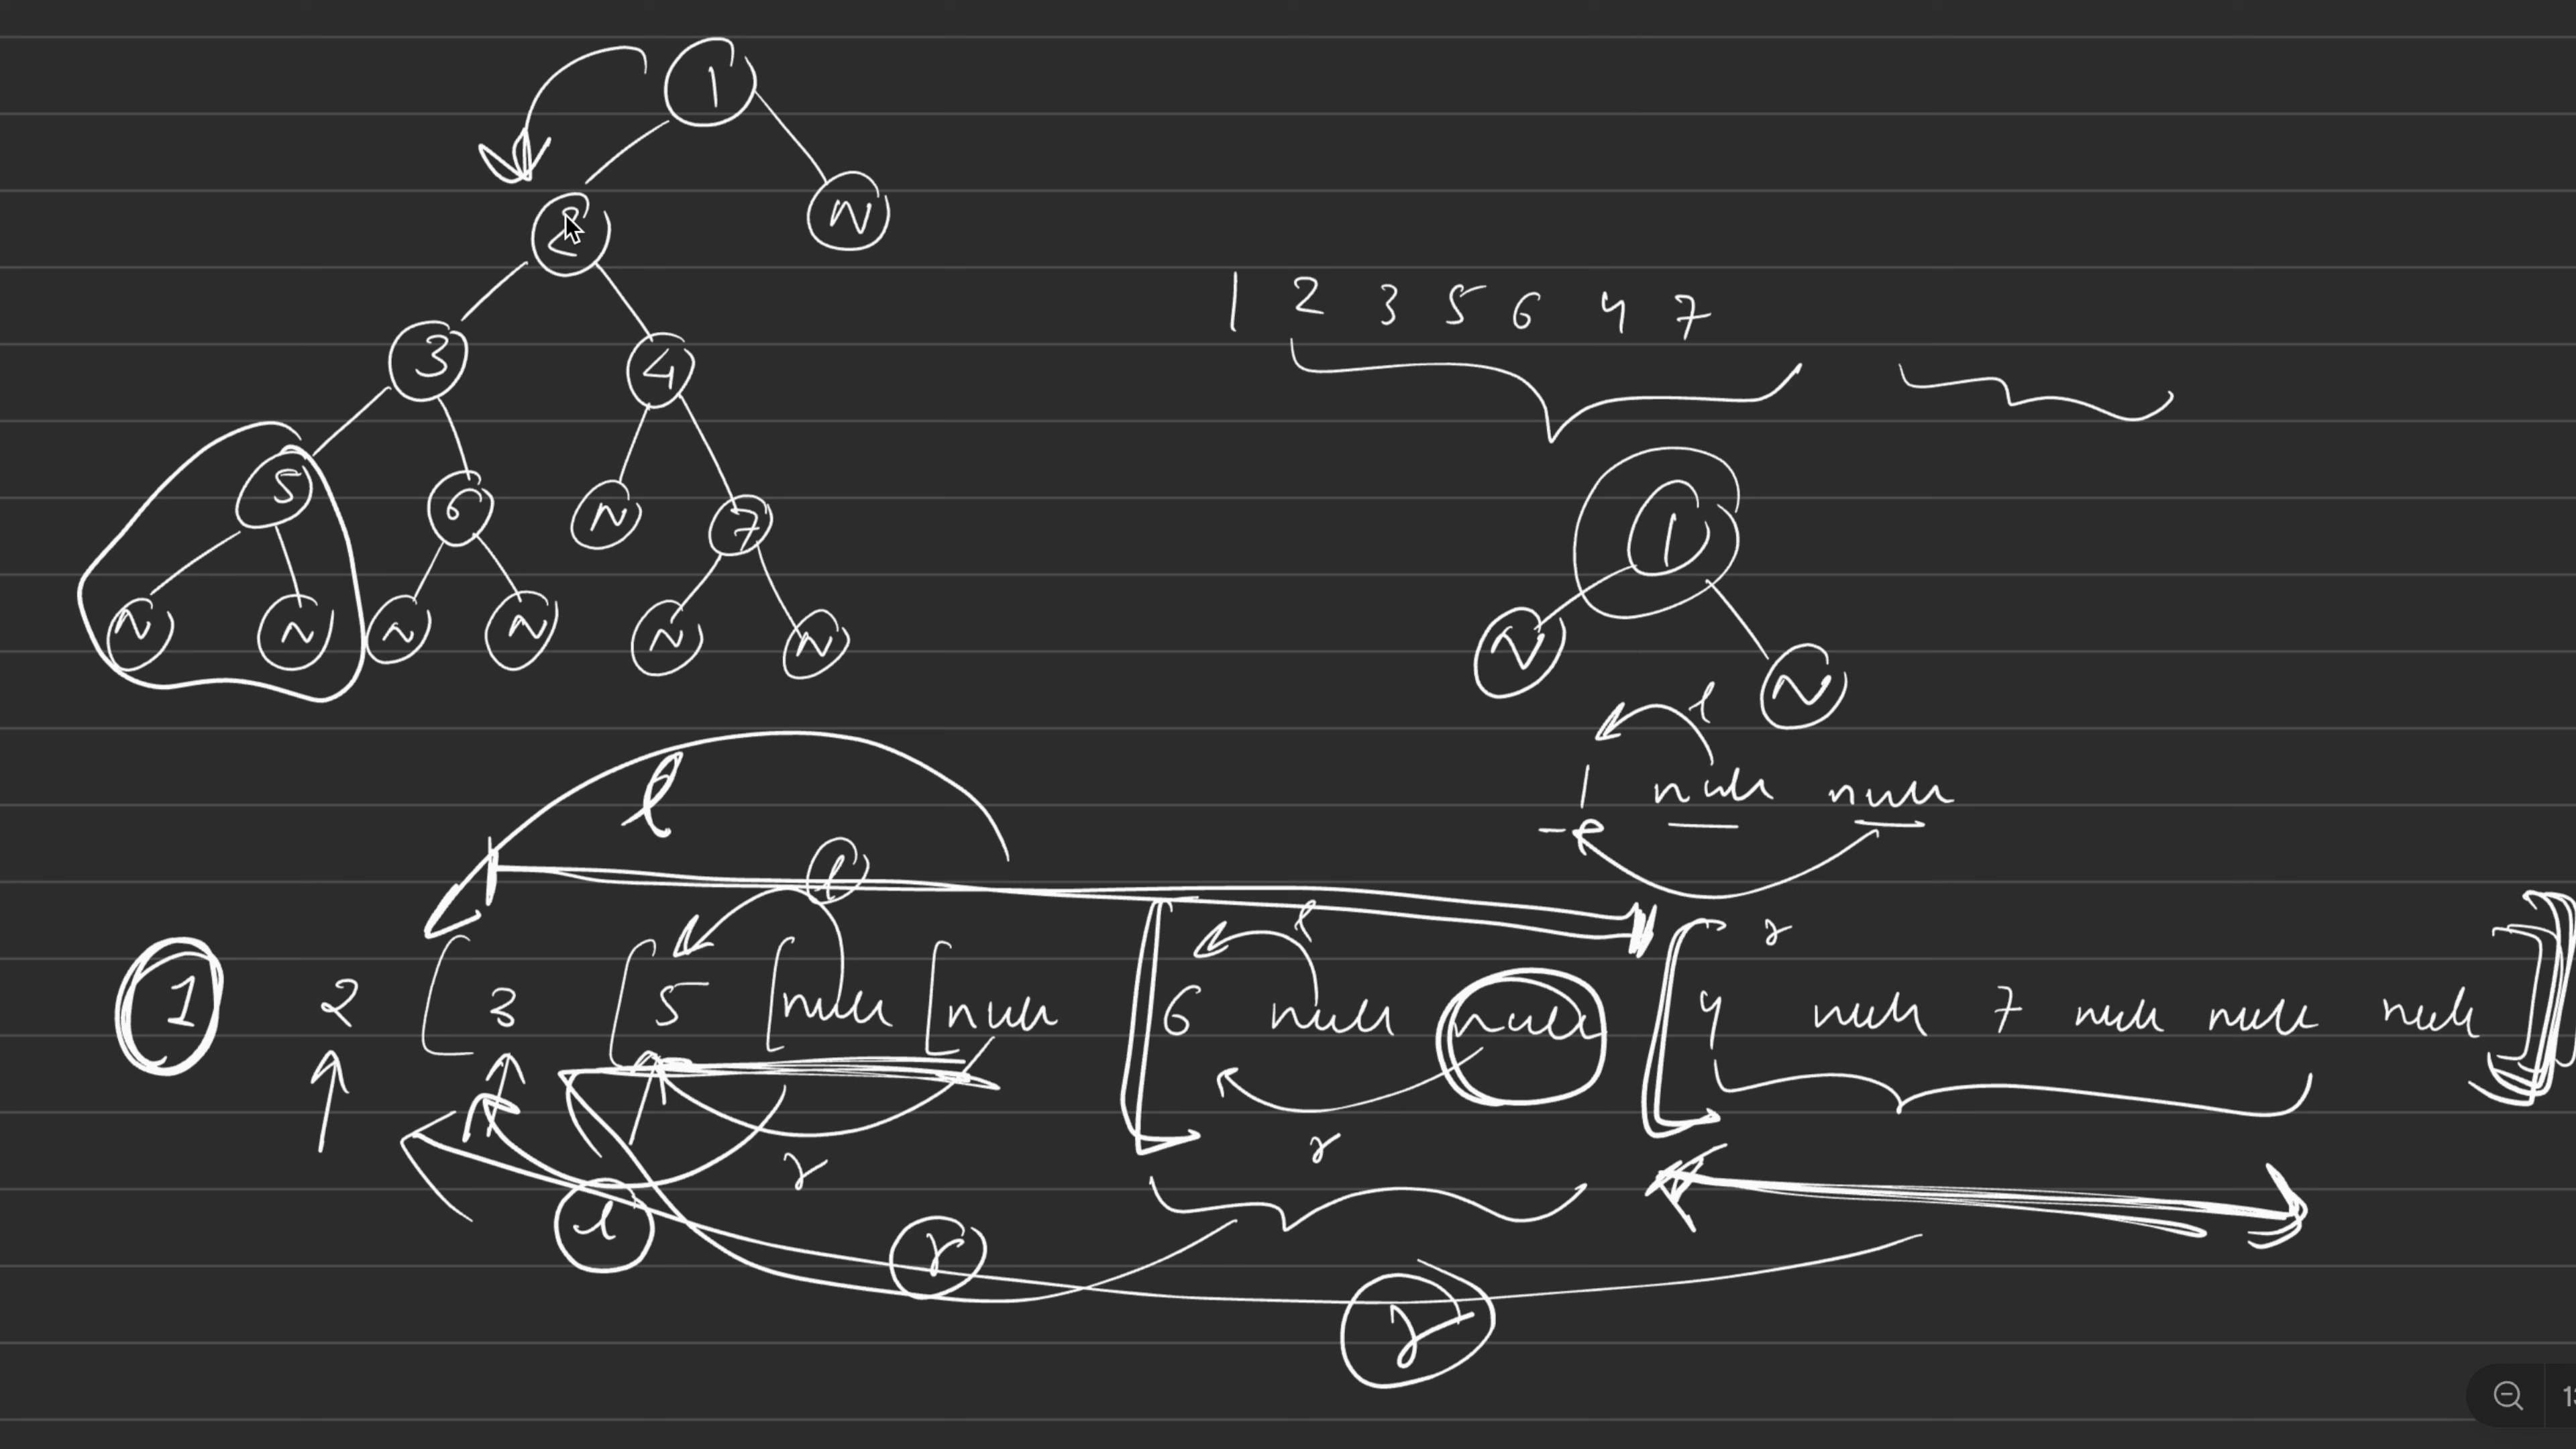 1
2 N
1 2 3 5 6 4 7
3 4
5 6 N 7
1
N N N N N N
N N
l
l
1 null null
l
l
r
1 2 [ 3 [ 5 [ null [ null [ 6 null null [ 4 null 7 null null null ] ] ]
r r
l r
r